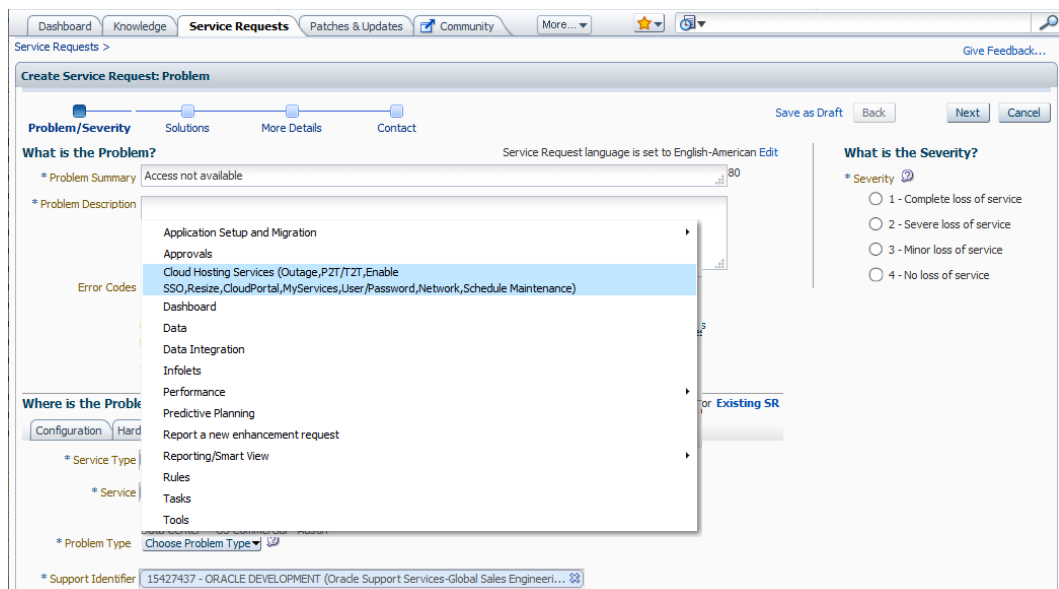 Dashboard Knowledge Service Requests Patches & Updates Community More...
Service Requests > Give Feedback...
Create Service Request: Problem
Problem/Severity Solutions More Details Contact Save as Draft Back Next Cancel
What is the Problem? Service Request language is set to English-American Edit
* Problem Summary Access not available 80
* Problem Description
Application Setup and Migration
Approvals
Cloud Hosting Services (Outage,P2T/T2T,Enable
SSO,Resize,CloudPortal,MyServices,User/Password,Network,Schedule Maintenance)
Error Codes
Dashboard
Data
Data Integration
Infolets
Performance
Predictive Planning
Report a new enhancement request
Reporting/Smart View
Rules
Tasks
Tools
What is the Severity?
* Severity
1 - Complete loss of service
2 - Severe loss of service
3 - Minor loss of service
4 - No loss of service
Where is the Proble or Existing SR
Configuration Hard
* Service Type
* Service
* Problem Type Choose Problem Type
* Support Identifier 15427437 - ORACLE DEVELOPMENT (Oracle Support Services-Global Sales Engineeri...